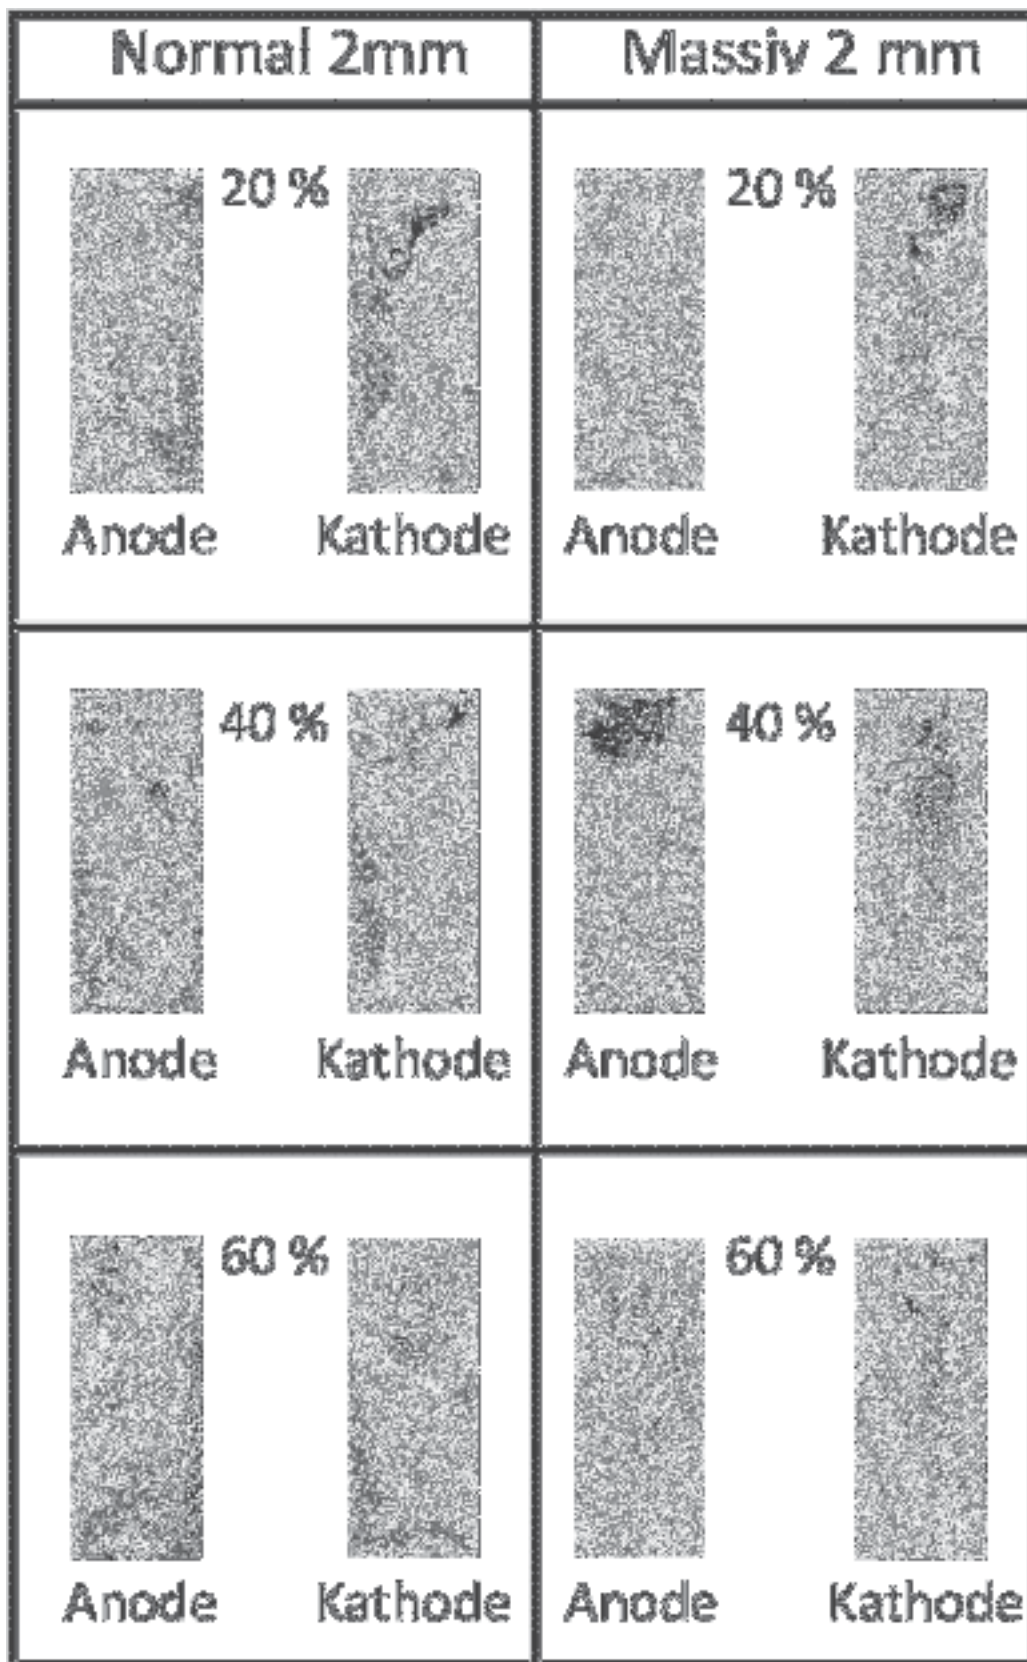 Normal 2mm
Massiv 2 mm
20 %
Anode Kathode
20 %
Anode Kathode
40 %
Anode Kathode
40 %
Anode Kathode
60 %
Anode Kathode
60 %
Anode Kathode